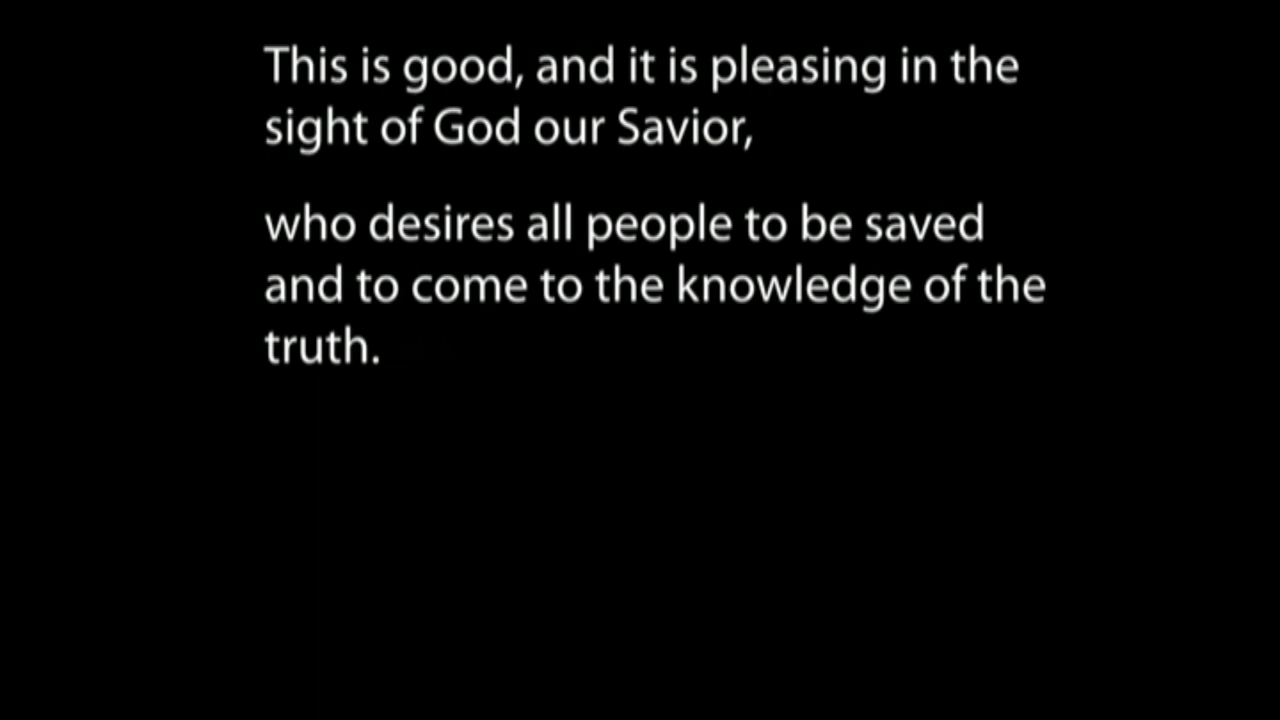 This is good, and it is pleasing in the
sight of God our Savior,
who desires all people to be saved
and to come to the knowledge of the
truth.